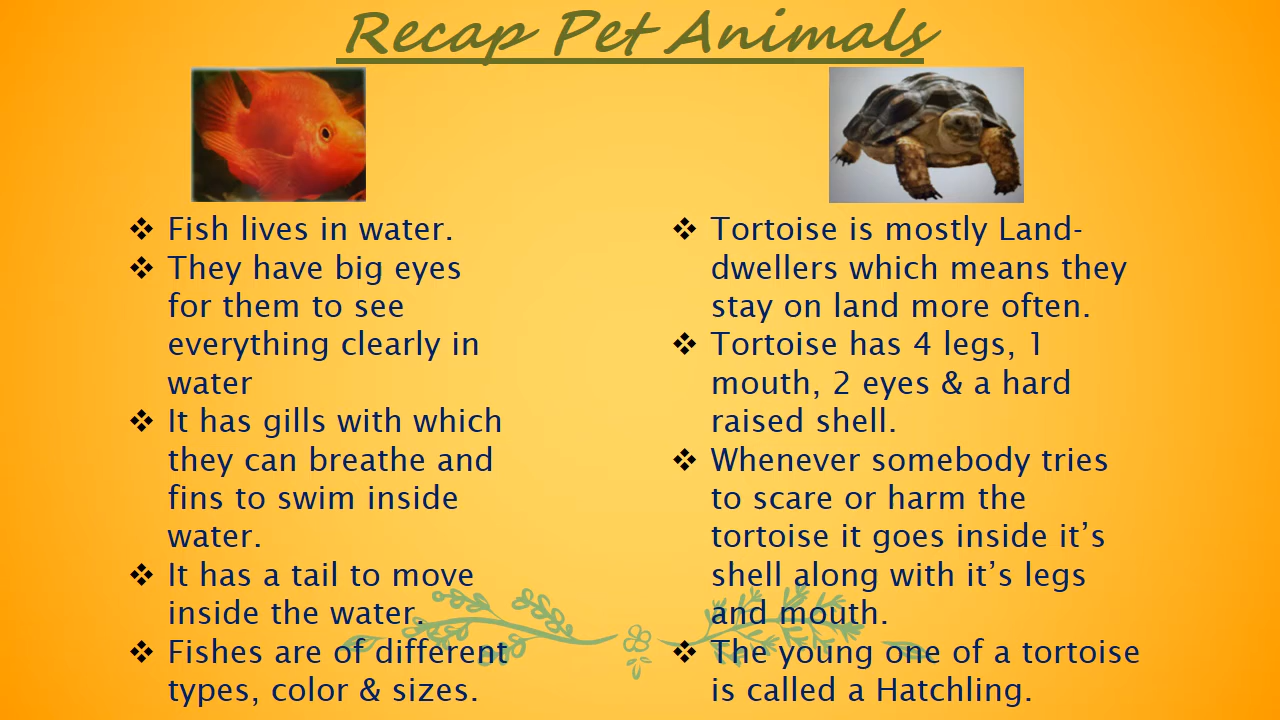 Recap Pet Animals
❖ Fish lives in water.
❖ They have big eyes
for them to see
everything clearly in
water
❖ It has gills with which
they can breathe and
fins to swim inside
water.
❖ It has a tail to move
inside the water.
❖ Fishes are of different
types, color & sizes.
❖ Tortoise is mostly Land-
dwellers which means they
stay on land more often.
❖ Tortoise has 4 legs, 1
mouth, 2 eyes & a hard
raised shell.
❖ Whenever somebody tries
to scare or harm the
tortoise it goes inside it’s
shell along with it’s legs
and mouth.
❖ The young one of a tortoise
is called a Hatchling.